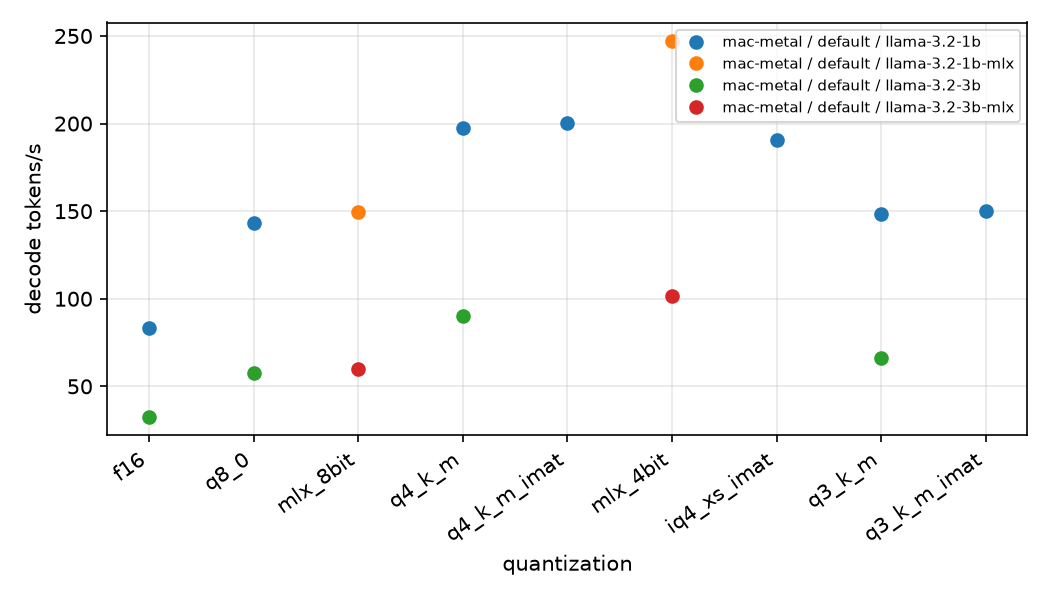 250
200
150
100
50
decode tokens/s
mac-metal / default / llama-3.2-1b
mac-metal / default / llama-3.2-1b-mlx
mac-metal / default / llama-3.2-3b
mac-metal / default / llama-3.2-3b-mlx
f16
q8_0
mlx_8bit
q4_k_m
q4_k_m_imat
mlx_4bit
iq4_xs_imat
q3_k_m
q3_k_m_imat
quantization